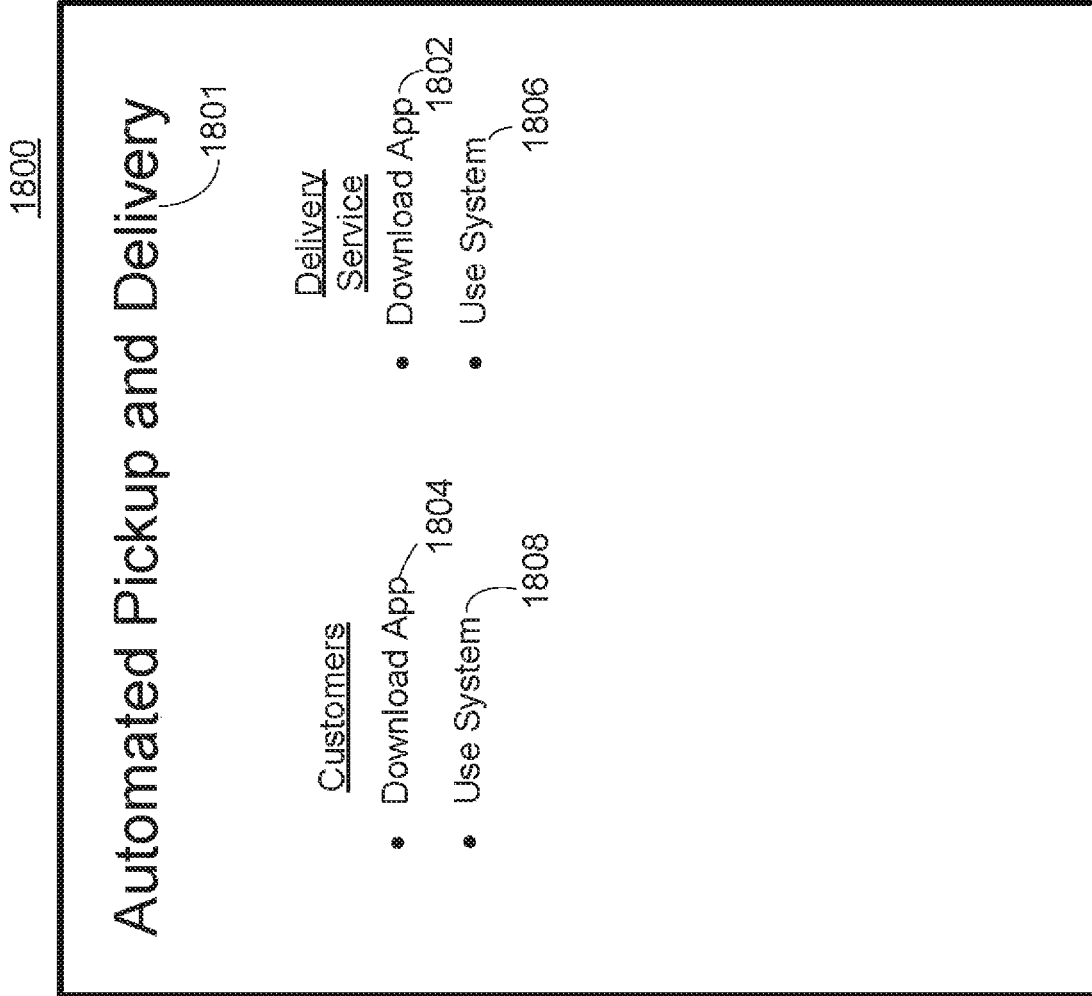 1800
Automated Pickup and Delivery
1801
Customers
• Download App
1804
• Use System
1808
Delivery
Service
• Download App
1802
• Use System
1806